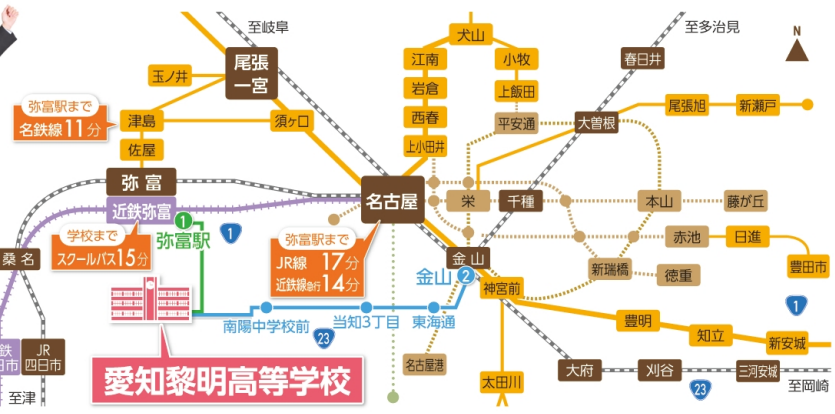 至岐阜
至多治見
N
犬山
尾張
一宮
江南
小牧
春日井
玉ノ井
岩倉
上飯田
弥富駅まで
名鉄線11分
津島
須ヶ口
西春
平安通
大曽根
尾張旭
新瀬戸
佐屋
上小田井
弥富
名古屋
栄
千種
本山
藤が丘
近鉄弥富
1
弥富駅
1
学校まで
スクールバス15分
弥富駅まで
JR線 17分
近鉄線急行14分
赤池
日進
桑名
金山
金山
2
新瑞橋
徳重
豊田市
神宮前
1
南陽中学校前
当知3丁目
東海通
23
豊明
知立
新安城
鉄
日市
JR
四日市
名古屋港
愛知黎明高等学校
太田川
大府
刈谷
三河安城
23
至津
至岡崎